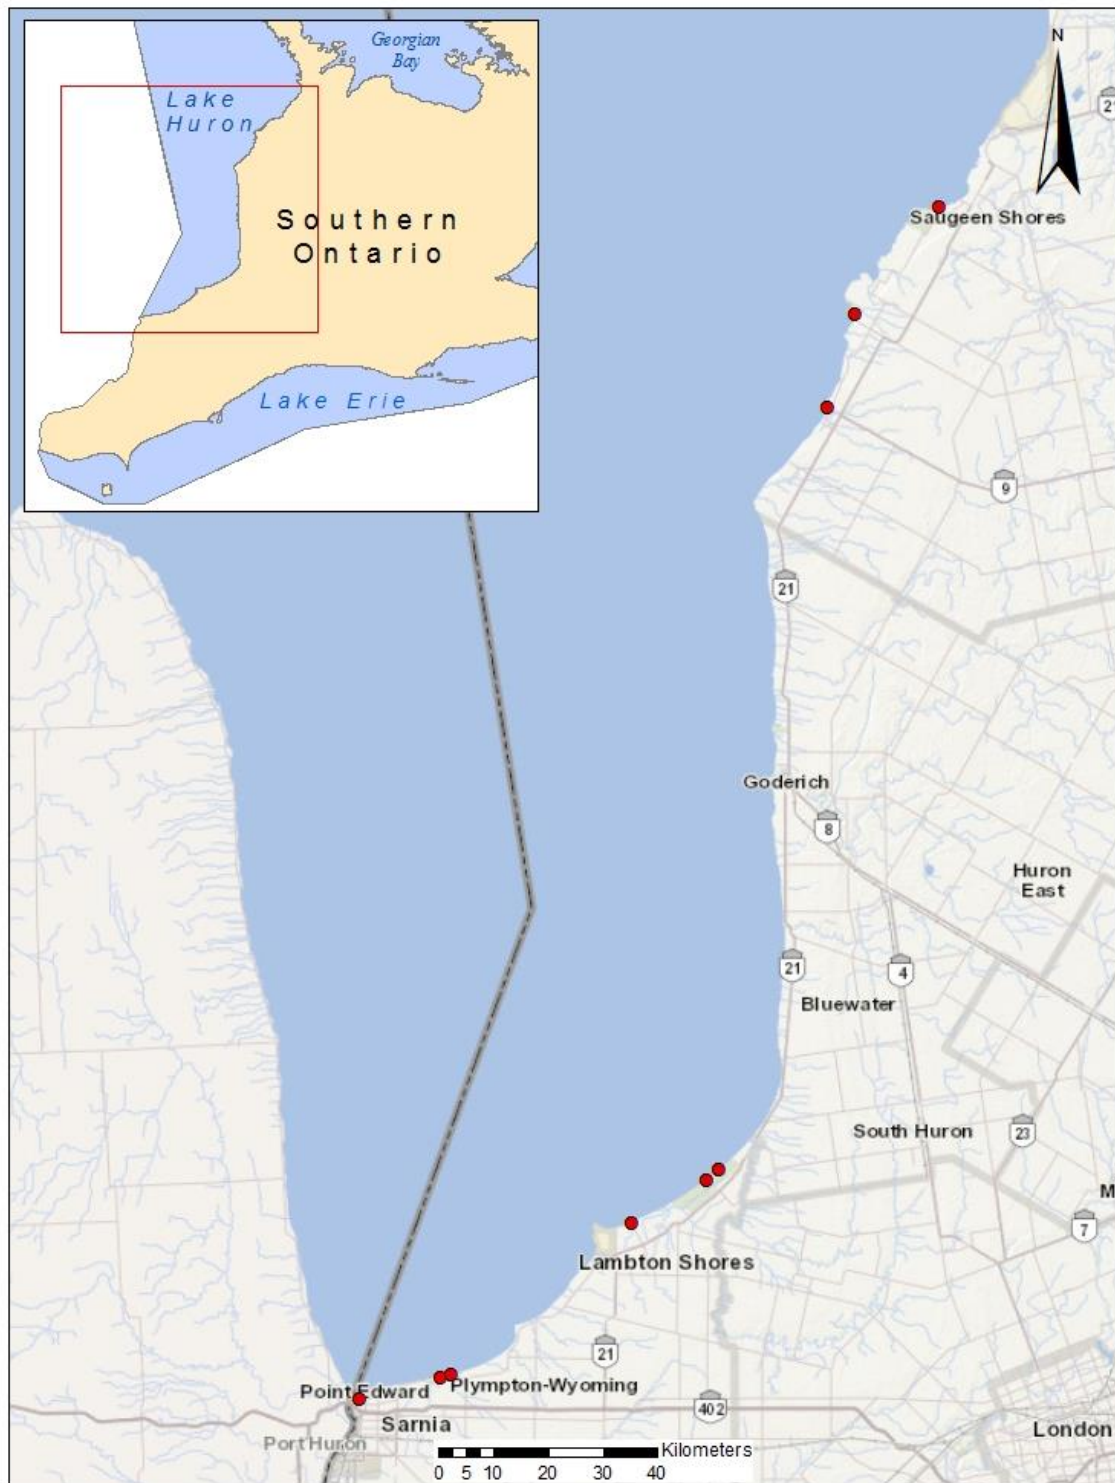 Georgian
Bay
Lake
Huron
Southern
Ontario
Lake Erie
N
21
Saugeen Shores
9
21
Goderich
8
Huron
East
21
4
Bluewater
South Huron
23
M
7
Lambton Shores
21
Point Edward
Plympton-Wyoming
402
Sarnia
London
Port Huron
Kilometers
0 5 10 20 30 40